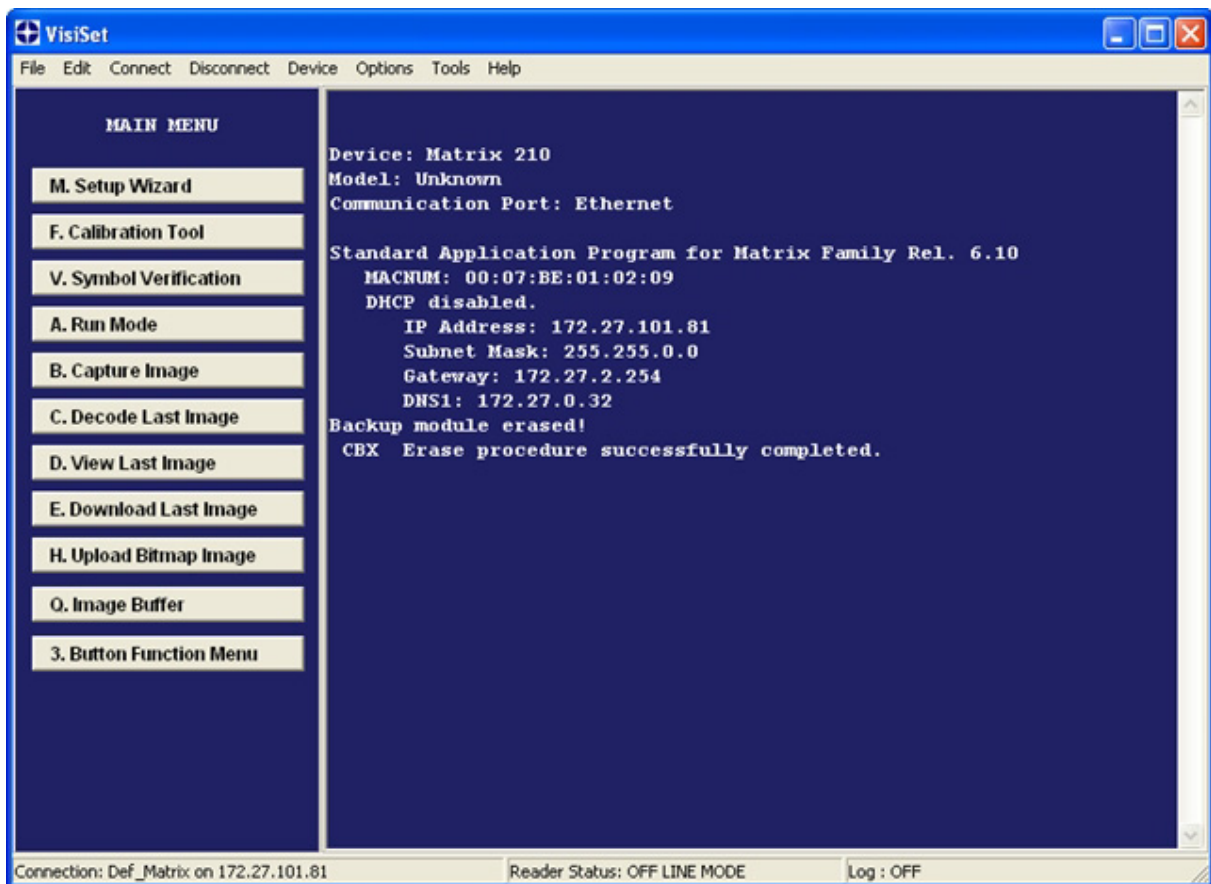 VisiSet
File Edit Connect Disconnect Device Options Tools Help
MAIN MENU
M. Setup Wizard
F. Calibration Tool
V. Symbol Verification
A. Run Mode
B. Capture Image
C. Decode Last Image
D. View Last Image
E. Download Last Image
H. Upload Bitmap Image
Q. Image Buffer
3. Button Function Menu
Device: Matrix 210
Model: Unknown
Communication Port: Ethernet
Standard Application Program for Matrix Family Rel. 6.10
MACNUM: 00:07:BE:01:02:09
DHCP disabled.
IP Address: 172.27.101.81
Subnet Mask: 255.255.0.0
Gateway: 172.27.2.254
DNS1: 172.27.0.32
Backup module erased!
CBX Erase procedure successfully completed.
Connection: Def_Matrix on 172.27.101.81 Reader Status: OFF LINE MODE Log : OFF